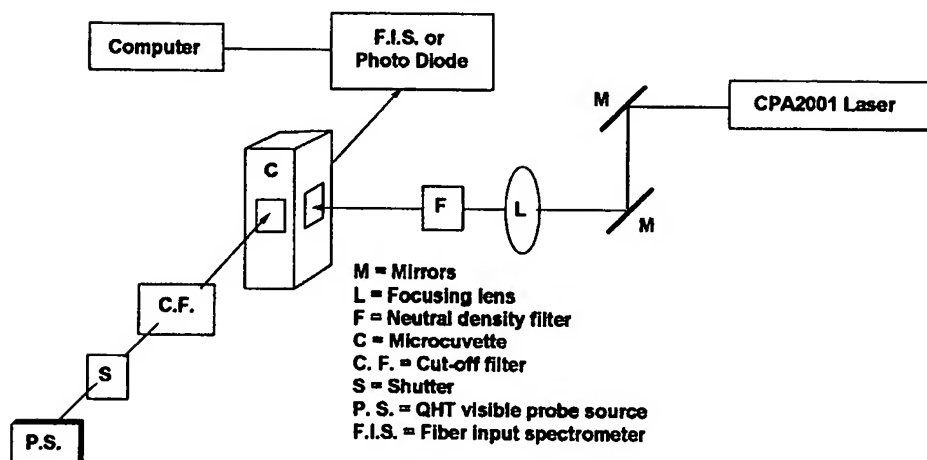 Computer
F.I.S. or
Photo Diode
M
CPA2001 Laser
C
F
L
M
C.F.
S
P.S.
M = Mirrors
L = Focusing lens
F = Neutral density filter
C = Microcuvette
C. F. = Cut-off filter
S = Shutter
P. S. = QHT visible probe source
F.I.S. = Fiber input spectrometer